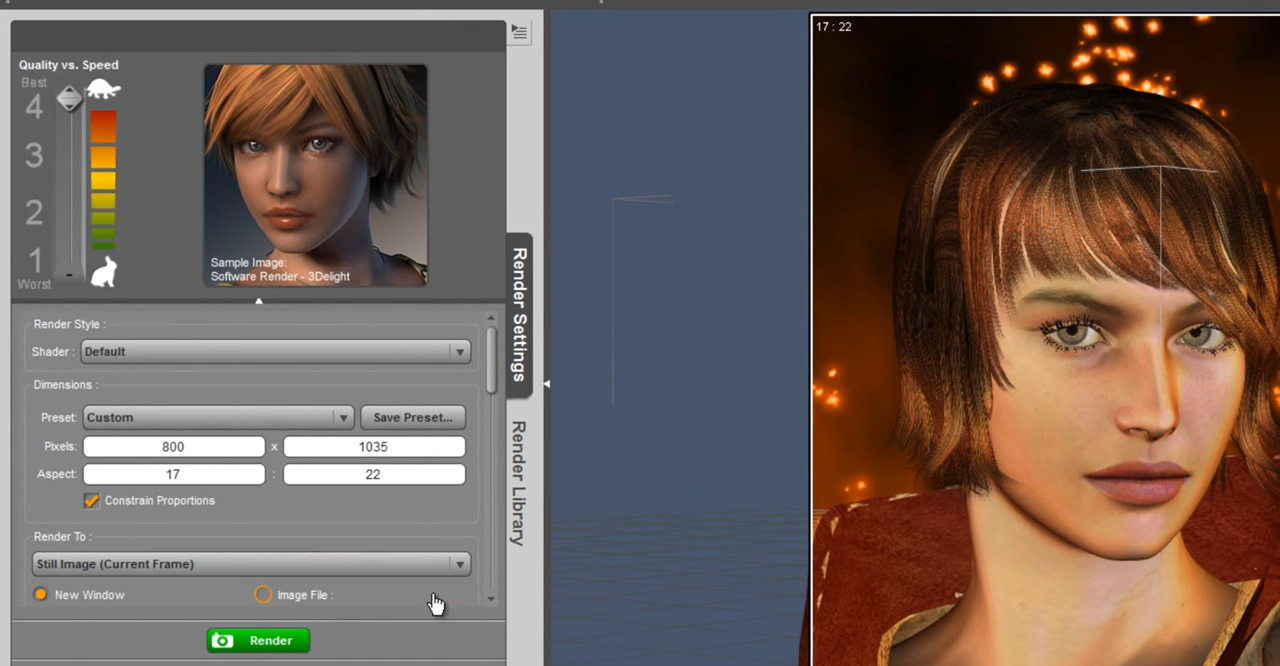 Quality vs. Speed
Best
4
3
2
1
Worst
Sample Image:
Software Render - 3Delight
Render Style :
Shader : Default
Dimensions :
Preset: Custom Save Preset...
Pixels: 800 x 1035
Aspect: 17 : 22
Constrain Proportions
Render To :
Still Image (Current Frame)
New Window Image File :
Render
Render Settings
Render Library
17 : 22